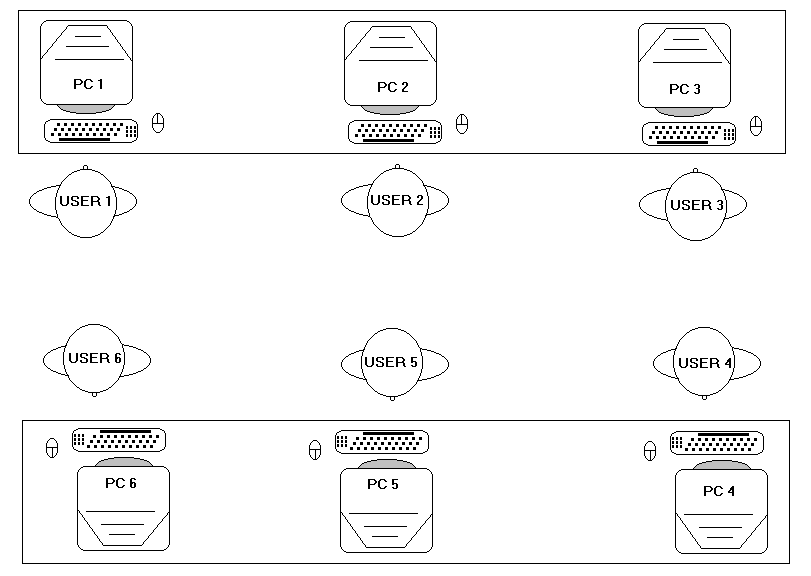 PC 1
PC 2
PC 3
USER 1
USER 2
USER 3
USER 6
USER 5
USER 4
PC 6
PC 5
PC 4